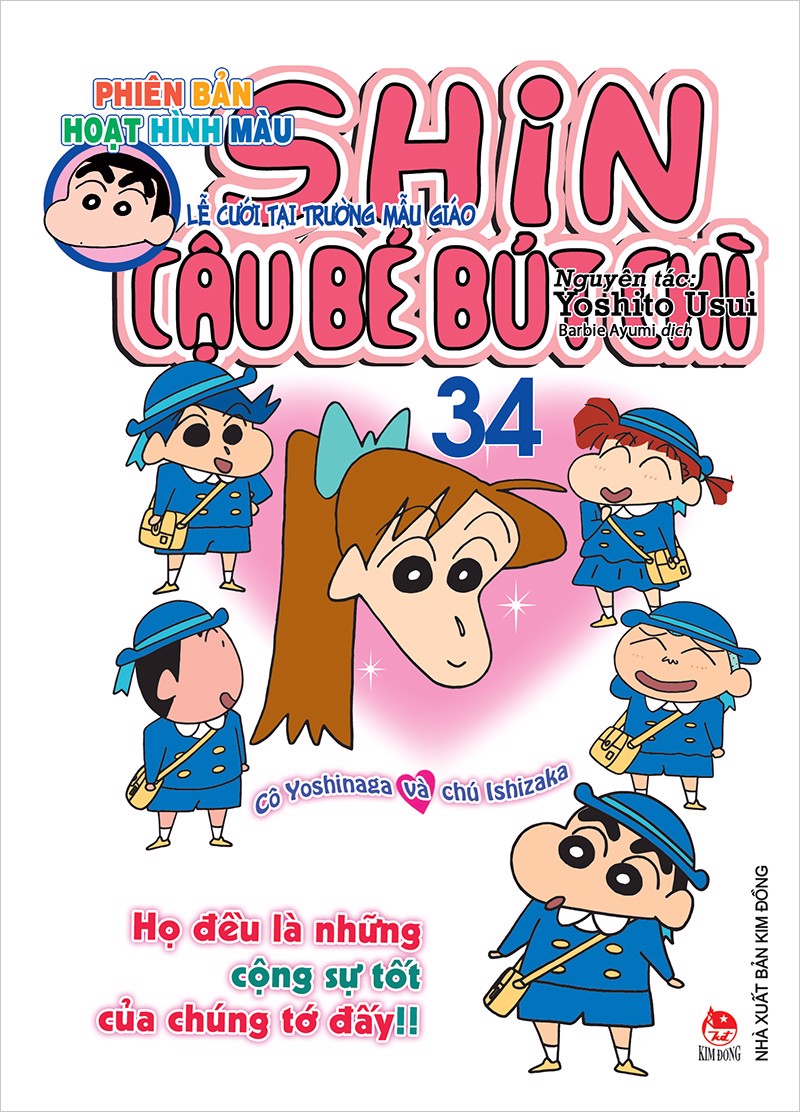 PHIÊN BẢN
HOẠT HÌNH MÀU
SHiN
LỄ CƯỚI TẠI TRƯỜNG MẪU GIÁO
CẬU BÉ BÚT CHÌ
Nguyên tác:
Yoshito Usui
Barbie Ayumi dịch
34
Cô Yoshinaga và chú Ishizaka
Họ đều là những
cộng sự tốt
của chúng tớ đấy!!
KIM ĐỒNG
NHÀ XUẤT BẢN KIM ĐỒNG